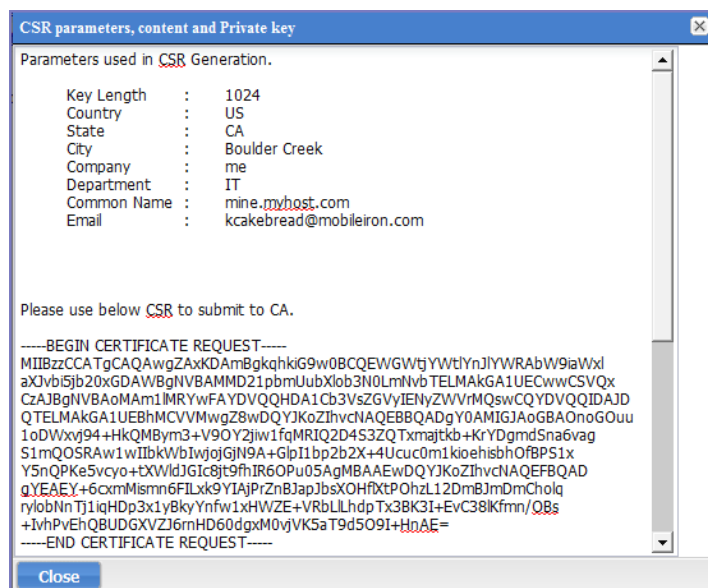 CSR parameters, content and Private key
Parameters used in CSR Generation.
Key Length : 1024
Country : US
State : CA
City : Boulder Creek
Company : me
Department : IT
Common Name : mine.myhost.com
Email : kcakebread@mobileiron.com
Please use below CSR to submit to CA.
-----BEGIN CERTIFICATE REQUEST-----
MIIBzzCCATgCAQAwgZAxKDAmBgkqhkiG9w0BCQEWGWtjYWtlYnJlYWRAbW9iaWxl
aXJvbi5jb20xGDAWBgNVBAMMD21pbmUubXlob3N0LmNvbTELMAkGA1UECwwCSVQx
CzAJBgNVBAoMAm1lMRYwFAYDVQQHDA1Cb3VsZGVyIENyZWVrMQswCQYDVQQIDAJD
QTELMAkGA1UEBhMCVVMwgZ8wDQYJKoZIhvcNAQEBBQADgY0AMIGJAoGBAOnoGOuu
1oDWxvj94+HkQMBym3+V9OY2jiw1fqMRIQ2D4S3ZQTxmajtkb+KrYDgmdSna6vag
S1mQOSRAw1wIIbkWbIwjojGjN9A+GlpI1bp2b2X+4Ucuc0m1kioehisbhOfBPS1x
Y5nQPKe5vcyo+tXWldJGIc8jt9fhIR6OPu05AgMBAAEwDQYJKoZIhvcNAQEFBQAD
gYEAEY+6cxmMismn6FILxk9YIAjPrZnBJapJbsXOHflXtPOhzL12DmBJmDmCholq
rylobNnTj1iqHDp3x1yBkyYnfw1xHWZE+VRbLlLhdpTx3BK3I+EvC38lKfmn/OBs
+IvhPvEhQBUDGXVZJ6rnHD60dgxM0vjVK5aT9d5O9I+HnAE=
-----END CERTIFICATE REQUEST-----
Close